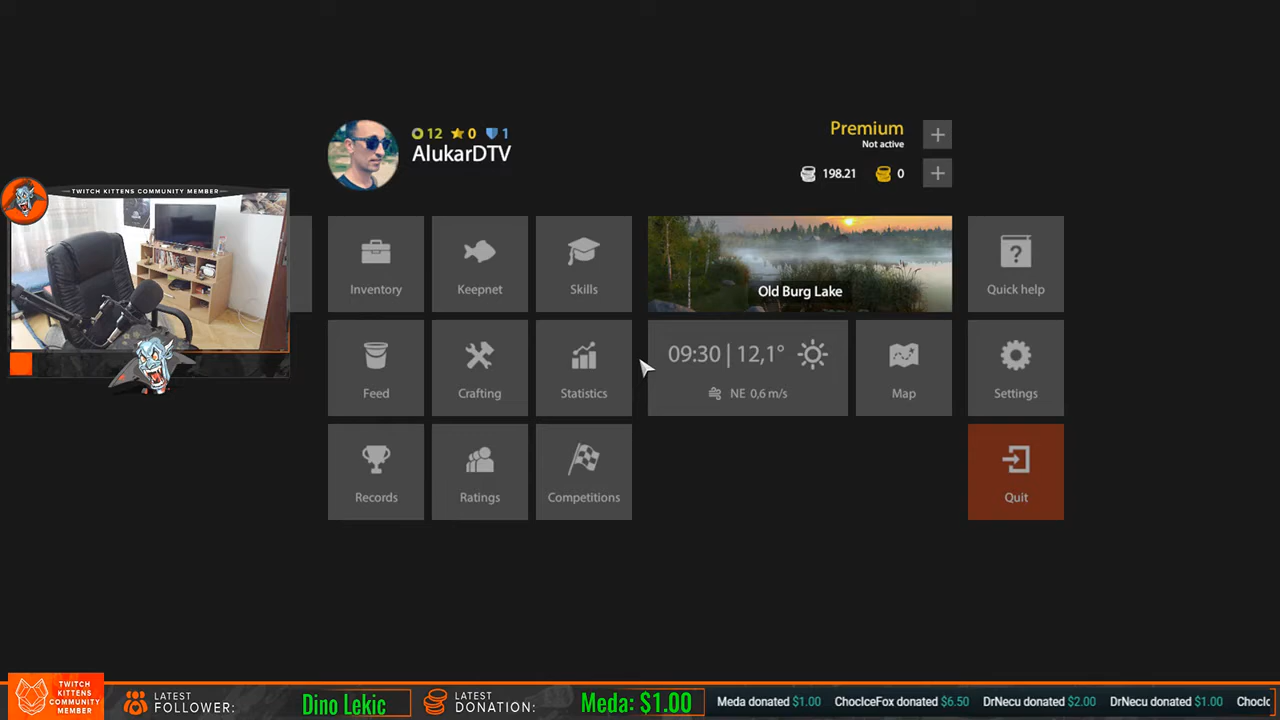 12 0 1
AlukarDTV
Premium
Not active
198.21 0
TWITCH KITTENS COMMUNITY MEMBER
Inventory
Keepnet
Skills
Old Burg Lake
?
Quick help
Feed
Crafting
Statistics
09:30 | 12,1°
NE 0,6 m/s
Map
Settings
Records
Ratings
Competitions
Quit
TWITCH
KITTENS
COMMUNITY
MEMBER
LATEST
FOLLOWER:
Dino Lekic
LATEST
DONATION:
Meda: $1.00
Meda donated $1.00 ChocIceFox donated $6.50 DrNecu donated $2.00 DrNecu donated $1.00